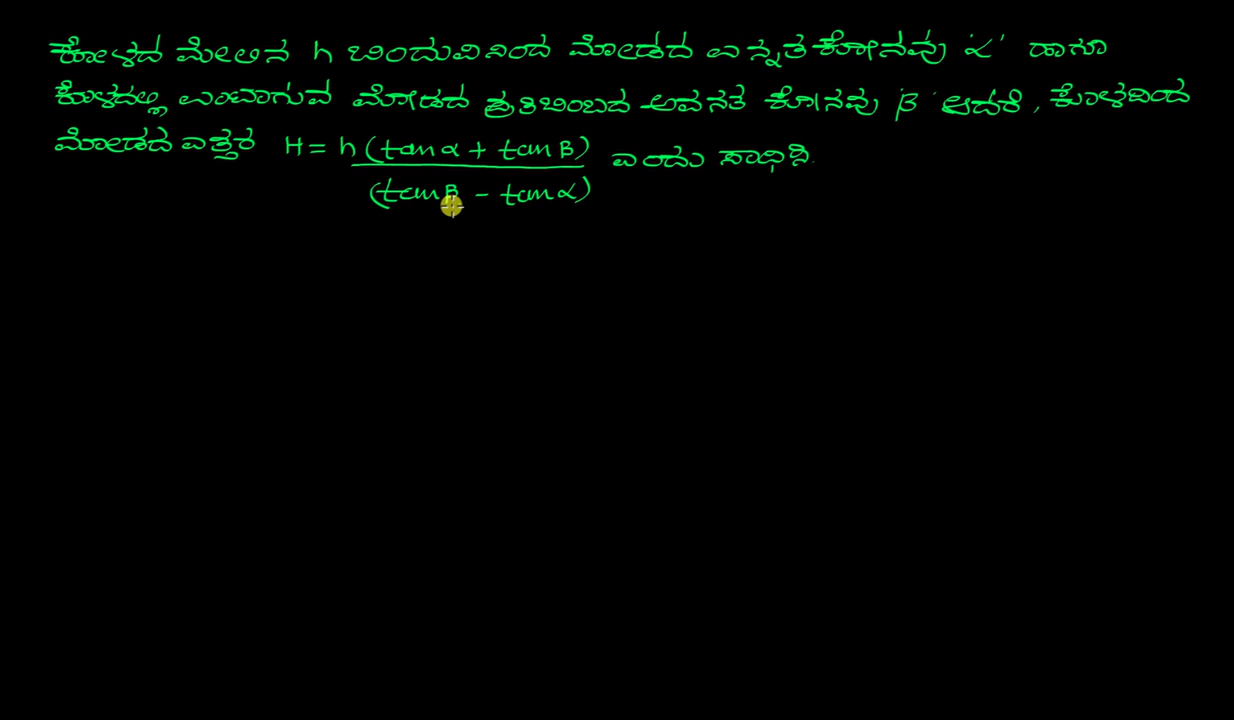 ಕೋಳದ ಮೇಲಿನ h ಬಿಂದುವಿನಿಂದ ಮೋಡದ ಎನ್ನತ ಕೋನವು 'α' ಹಾಗೂ
ಕೊಳದಲ್ಲಿ ಉಂಟಾಗುವ ಮೋಡದ ಪ್ರತಿಬಿಂಬದ ಅವನತ ಕೋನವು β ಆದರೆ, ಕೊಳದಿಂದ
ಮೋಡದ ಎತ್ತರ H = h (tan α + tan β) / (tan β - tan α) ಎಂದು ಸಾಧಿಸಿ.